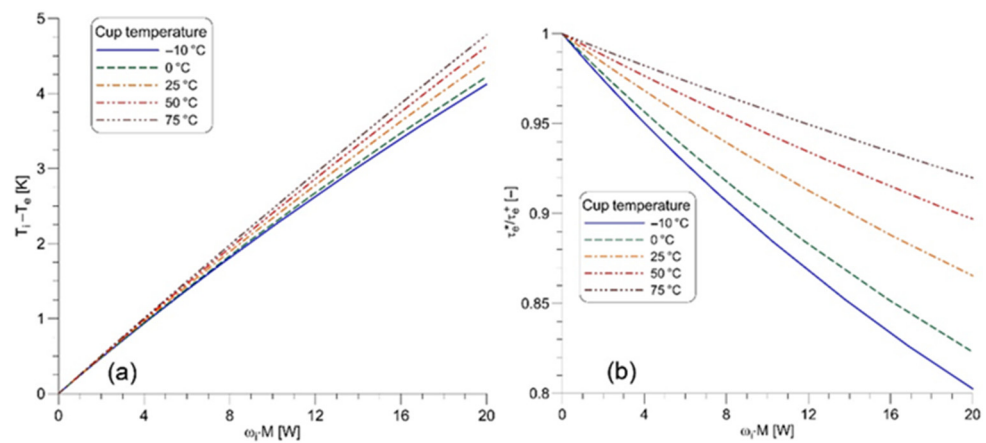 Cup temperature
−10 °C
0 °C
25 °C
50 °C
75 °C
5
4
3
2
1
0
Ti−Te [K]
0 4 8 12 16 20
ωi·M [W]
(a)
1
0.95
0.9
0.85
0.8
τe*/τe+ [-]
Cup temperature
−10 °C
0 °C
25 °C
50 °C
75 °C
0 4 8 12 16 20
ωi·M [W]
(b)